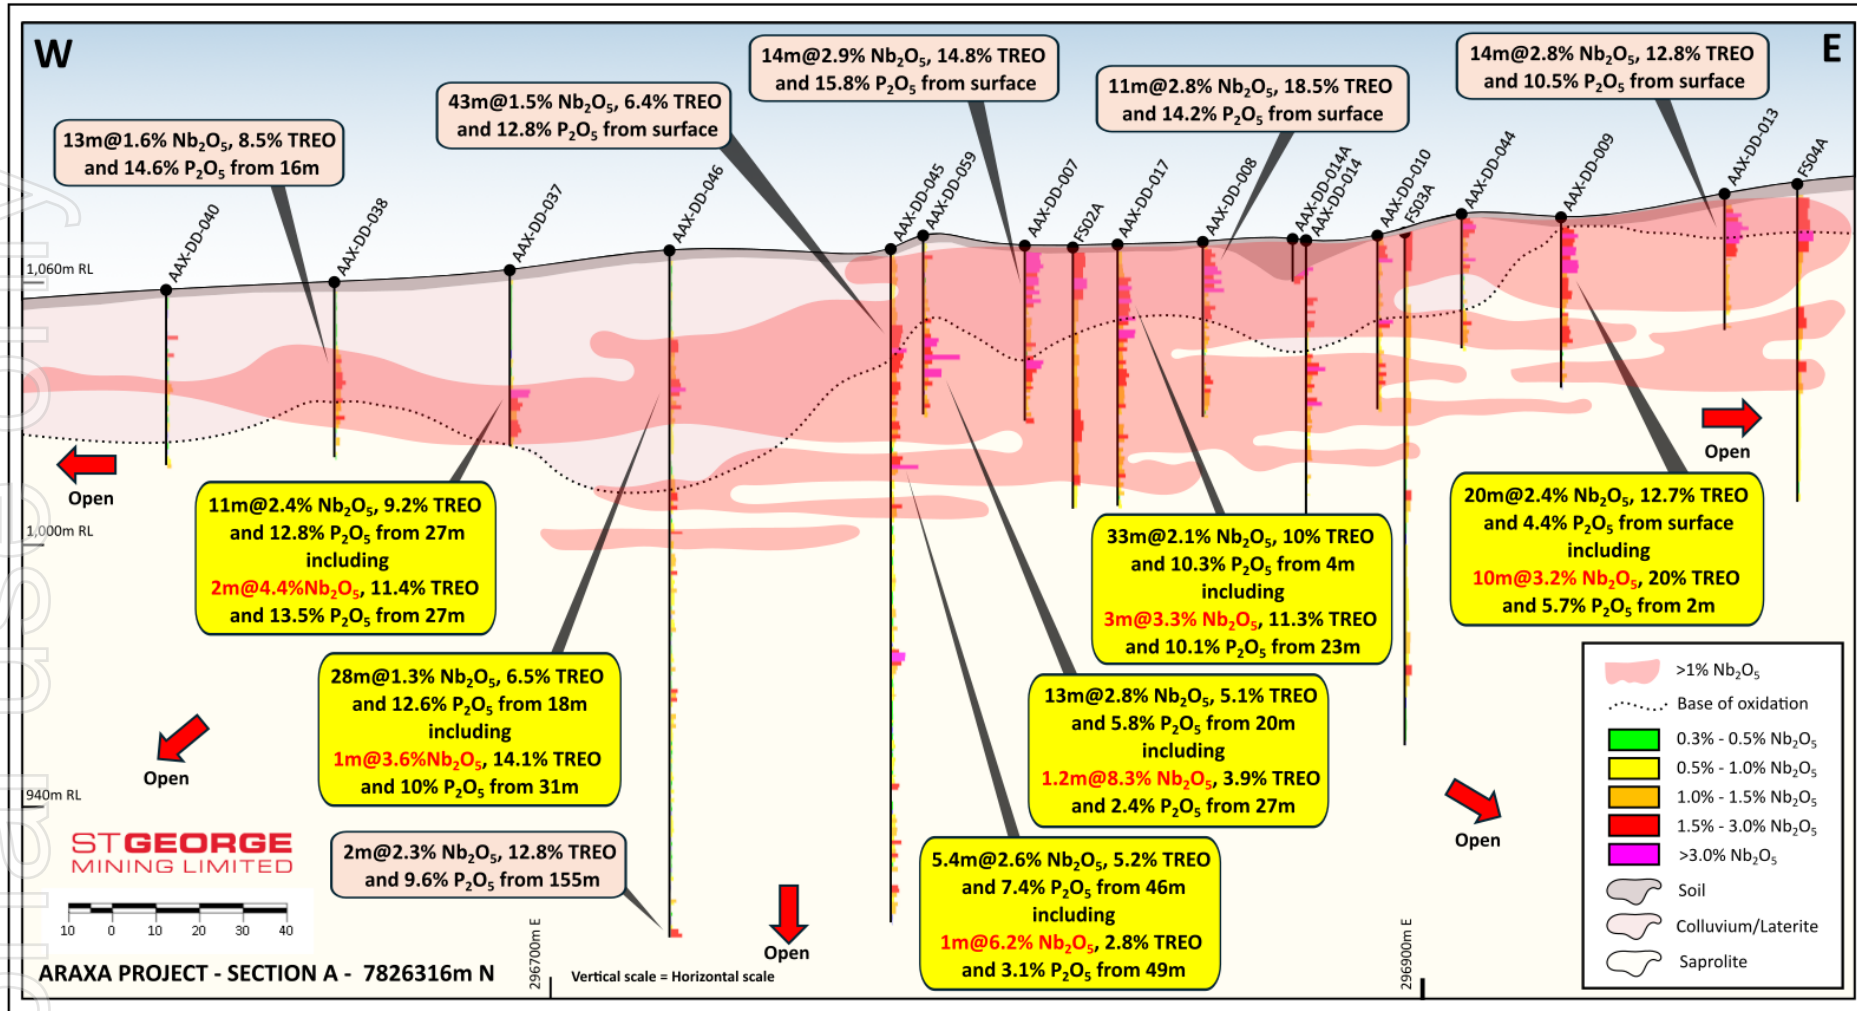 W
E
14m@2.9% Nb₂O₅, 14.8% TREO
and 15.8% P₂O₅ from surface
14m@2.8% Nb₂O₅, 12.8% TREO
and 10.5% P₂O₅ from surface
43m@1.5% Nb₂O₅, 6.4% TREO
and 12.8% P₂O₅ from surface
11m@2.8% Nb₂O₅, 18.5% TREO
and 14.2% P₂O₅ from surface
13m@1.6% Nb₂O₅, 8.5% TREO
and 14.6% P₂O₅ from 16m
AAX-DD-040
AAX-DD-038
AAX-DD-037
AAX-DD-046
AAX-DD-045
AAX-DD-059
AAX-DD-007
FS02A
AAX-DD-017
AAX-DD-008
AAX-DD-014A
AAX-DD-014
AAX-DD-010
FS03A
AAX-DD-044
AAX-DD-009
AAX-DD-013
FS04A
1,060m RL
Open
Open
11m@2.4% Nb₂O₅, 9.2% TREO
and 12.8% P₂O₅ from 27m
including
2m@4.4%Nb₂O₅, 11.4% TREO
and 13.5% P₂O₅ from 27m
20m@2.4% Nb₂O₅, 12.7% TREO
and 4.4% P₂O₅ from surface
including
10m@3.2% Nb₂O₅, 20% TREO
and 5.7% P₂O₅ from 2m
1,000m RL
33m@2.1% Nb₂O₅, 10% TREO
and 10.3% P₂O₅ from 4m
including
3m@3.3% Nb₂O₅, 11.3% TREO
and 10.1% P₂O₅ from 23m
28m@1.3% Nb₂O₅, 6.5% TREO
and 12.6% P₂O₅ from 18m
including
1m@3.6%Nb₂O₅, 14.1% TREO
and 10% P₂O₅ from 31m
13m@2.8% Nb₂O₅, 5.1% TREO
and 5.8% P₂O₅ from 20m
including
1.2m@8.3% Nb₂O₅, 3.9% TREO
and 2.4% P₂O₅ from 27m
Open
940m RL
Open
2m@2.3% Nb₂O₅, 12.8% TREO
and 9.6% P₂O₅ from 155m
5.4m@2.6% Nb₂O₅, 5.2% TREO
and 7.4% P₂O₅ from 46m
including
1m@6.2% Nb₂O₅, 2.8% TREO
and 3.1% P₂O₅ from 49m
Open
>1% Nb₂O₅
Base of oxidation
0.3% - 0.5% Nb₂O₅
0.5% - 1.0% Nb₂O₅
1.0% - 1.5% Nb₂O₅
1.5% - 3.0% Nb₂O₅
>3.0% Nb₂O₅
Soil
Colluvium/Laterite
Saprolite
STGEORGE
MINING LIMITED
10 0 10 20 30 40
296700m E
296900m E
ARAXA PROJECT - SECTION A - 7826316m N
Vertical scale = Horizontal scale